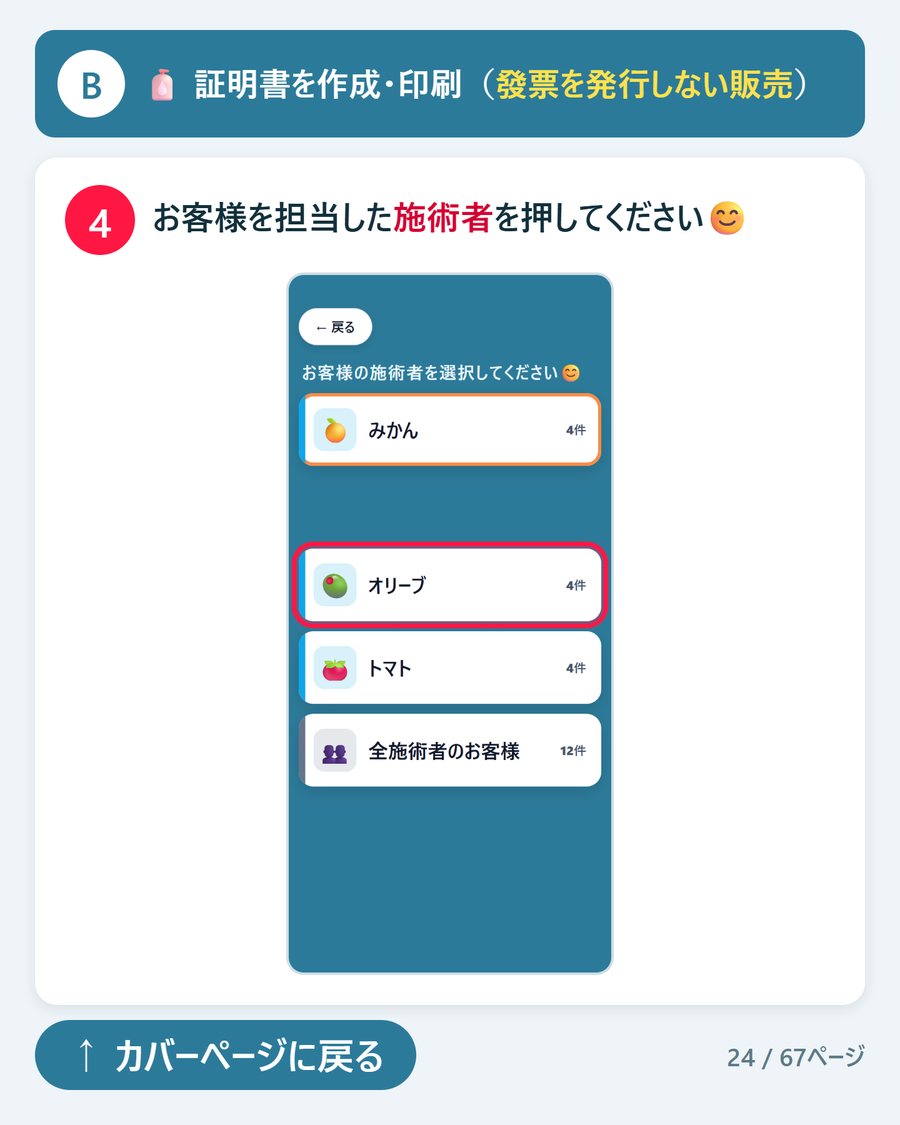 B 証明書を作成・印刷（發票を発行しない販売）
4 お客様を担当した施術者を押してください😊
← 戻る
お客様の施術者を選択してください😊
みかん 4件
オリーブ 4件
トマト 4件
全施術者のお客様 12件
↑ カバーページに戻る
24 / 67ページ